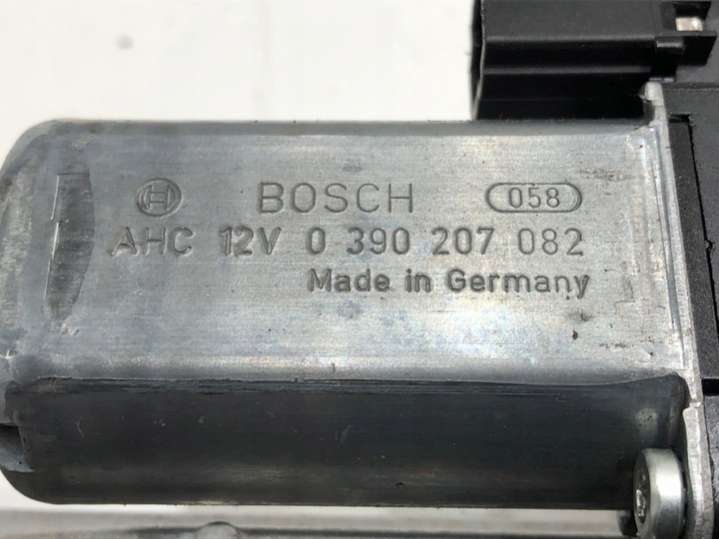 BOSCH 058
AHC 12V 0 390 207 082
Made in Germany